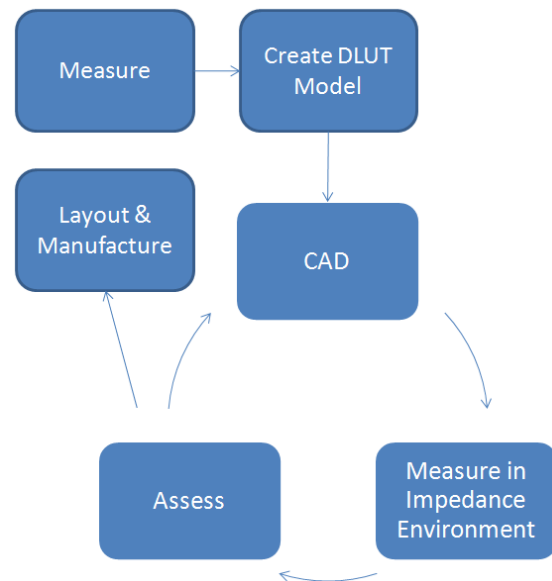 Measure
Create DLUT
Model
Layout &
Manufacture
CAD
Assess
Measure in
Impedance
Environment